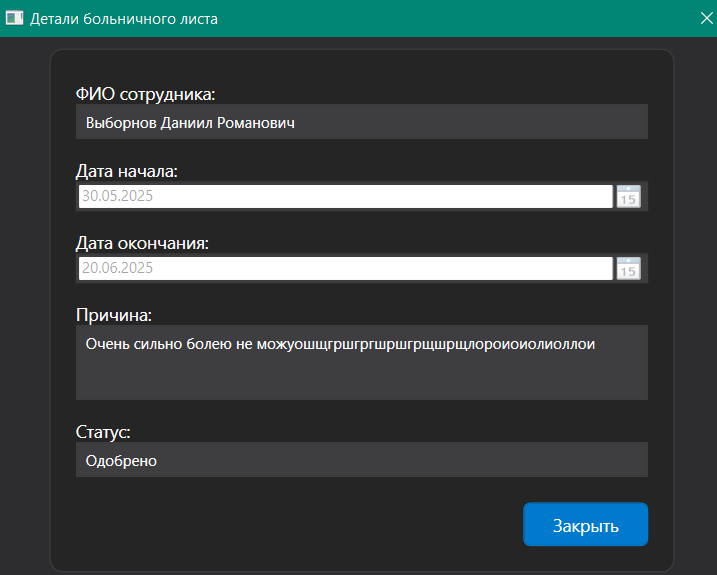 Детали больничного листа
ФИО сотрудника:
Выборнов Даниил Романович
Дата начала:
30.05.2025
15
Дата окончания:
20.06.2025
15
Причина:
Очень сильно болею не можуошщгршгргшршгрщшрщлороиоиолиоллои
Статус:
Одобрено
Закрыть